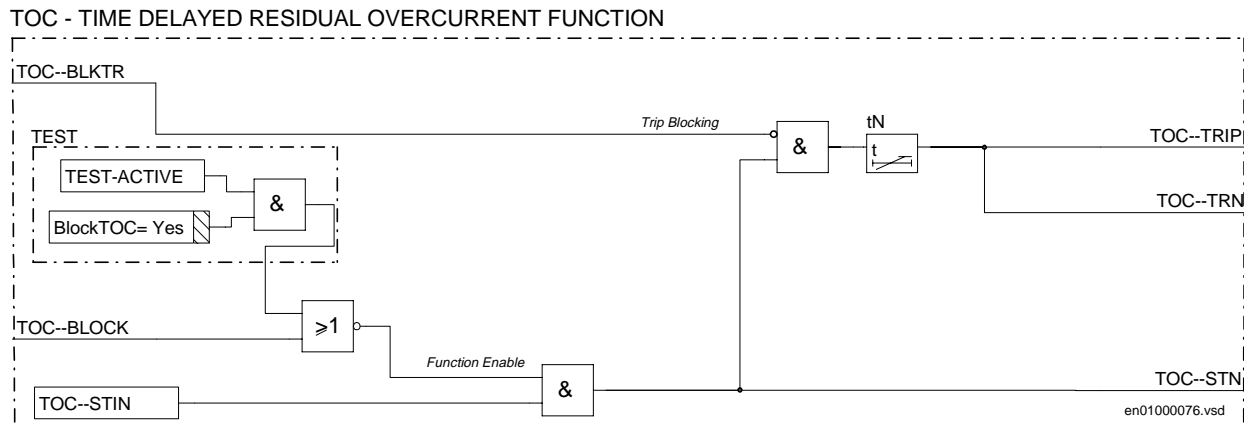 TOC - TIME DELAYED RESIDUAL OVERCURRENT FUNCTION
TOC--BLKTR
Trip Blocking
tN
TEST
&
t
TOC--TRIP
TEST-ACTIVE
&
TOC--TRN
BlockTOC= Yes
TOC--BLOCK
⩾1
Function Enable
&
TOC--STN
TOC--STIN
en01000076.vsd